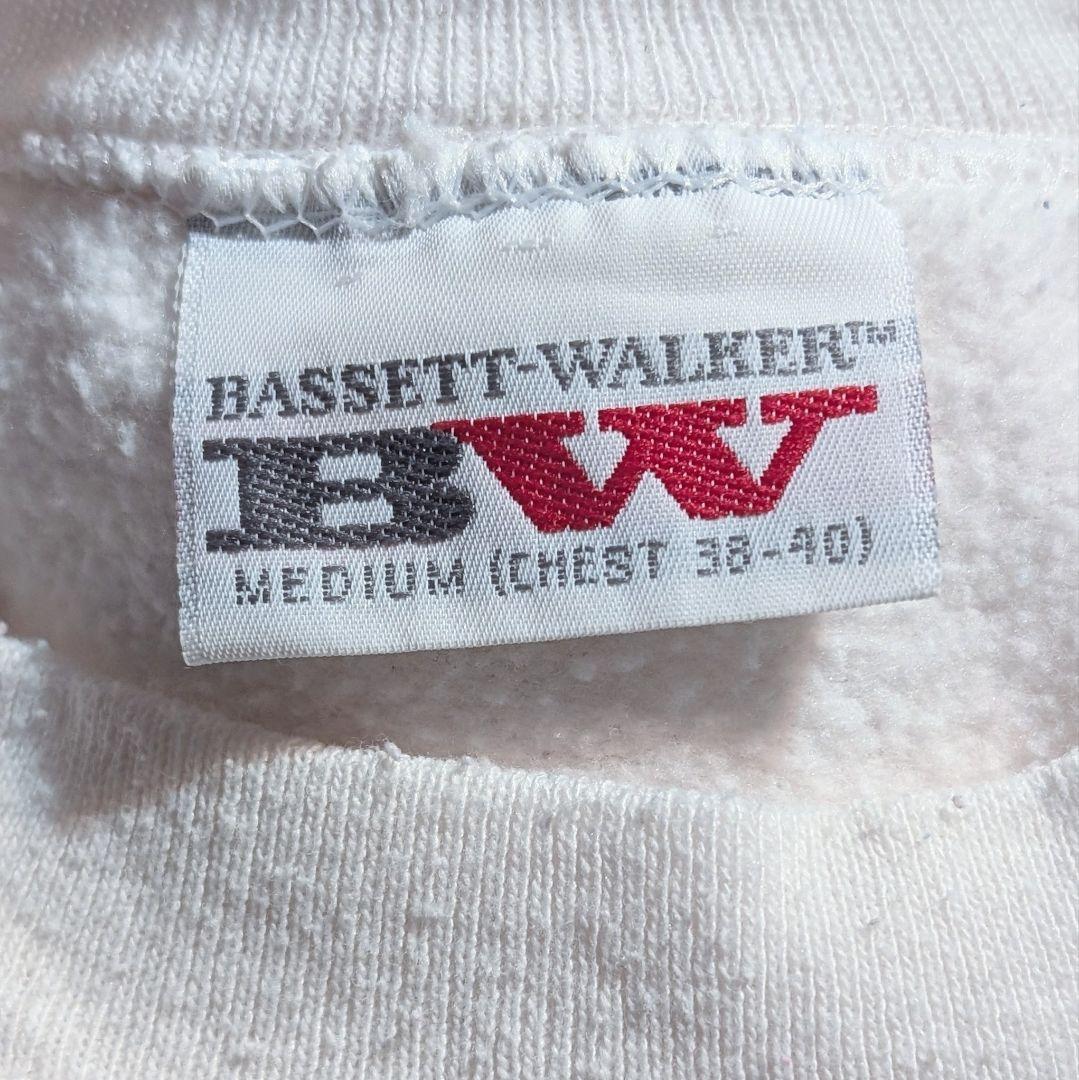 BASSETT-WALKER™
BW
MEDIUM (CHEST 38-40)